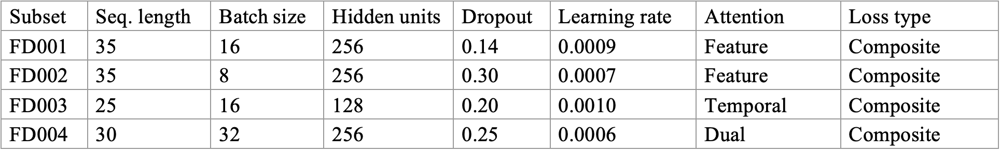 Subset Seq. length Batch size Hidden units Dropout Learning rate Attention Loss type
FD001 35 16 256 0.14 0.0009 Feature Composite
FD002 35 8 256 0.30 0.0007 Feature Composite
FD003 25 16 128 0.20 0.0010 Temporal Composite
FD004 30 32 256 0.25 0.0006 Dual Composite